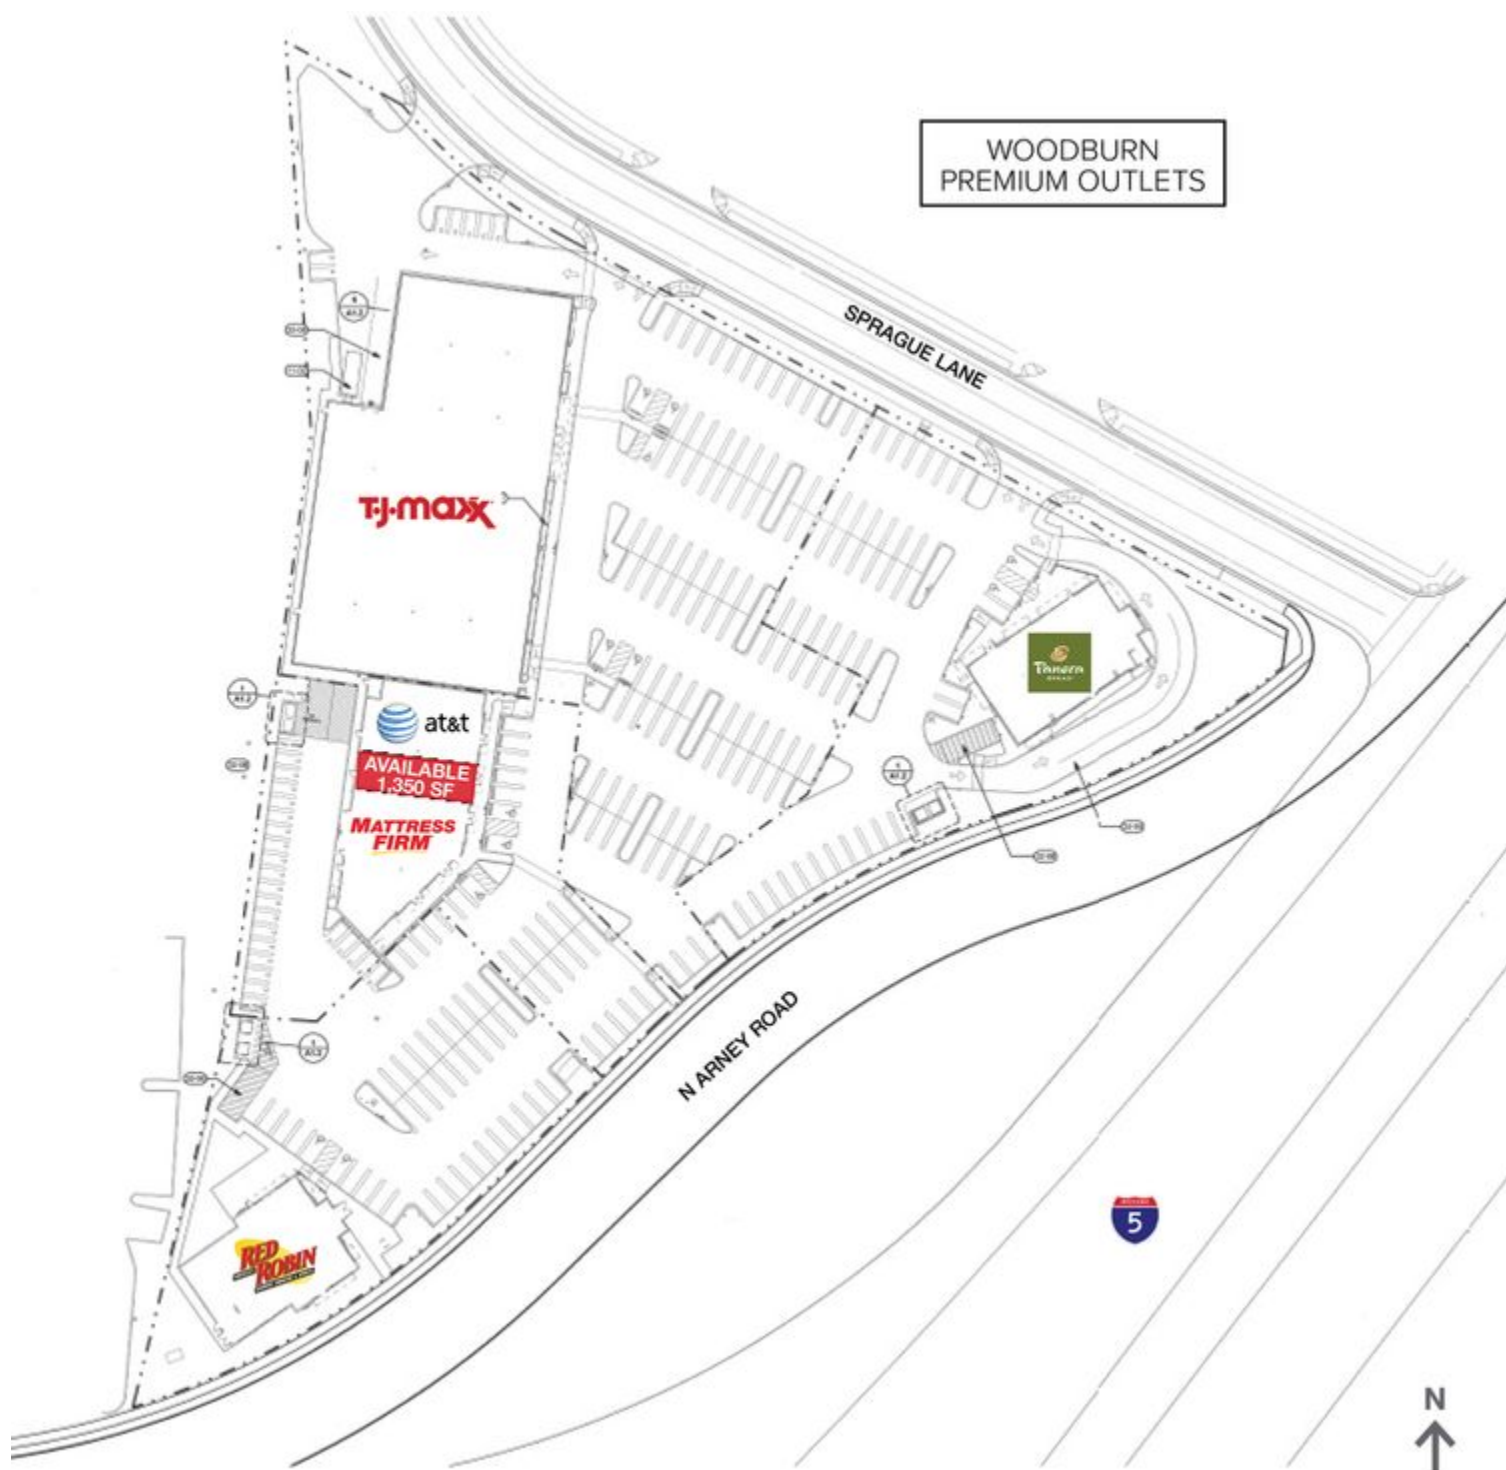 WOODBURN
PREMIUM OUTLETS
SPRAGUE LANE
T·J·maxx
Panera
BREAD
at&t
AVAILABLE
1,350 SF
MATTRESS
FIRM
N ARNEY ROAD
5
RED
ROBIN
N